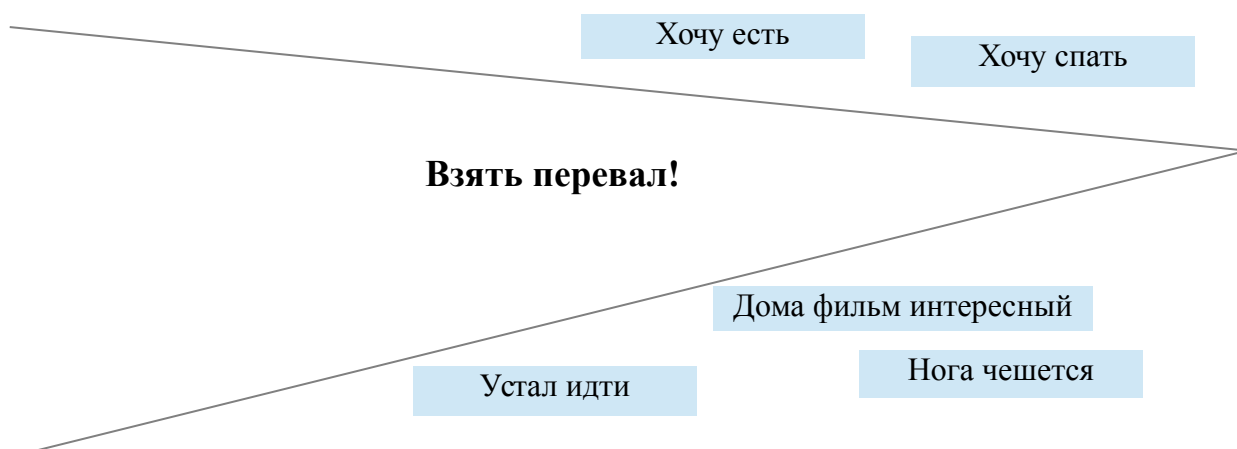 Хочу есть
Хочу спать
Взять перевал!
Дома фильм интересный
Нога чешется
Устал идти